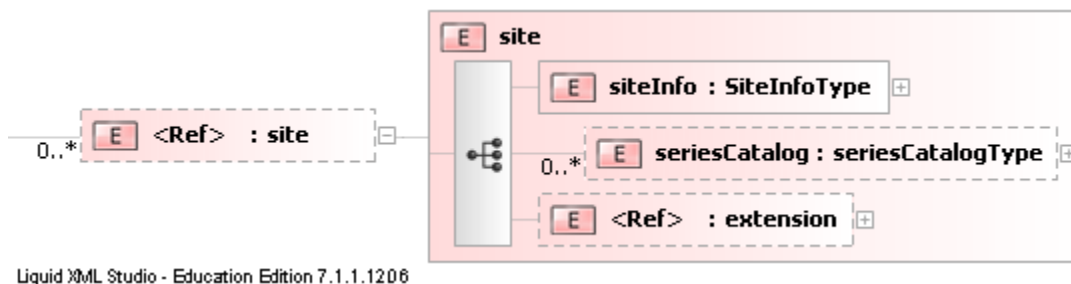 E site
E siteInfo : SiteInfoType
0..* E <Ref> : site
0..* E seriesCatalog : seriesCatalogType
E <Ref> : extension
Liquid XML Studio - Education Edition 7.1.1.1206